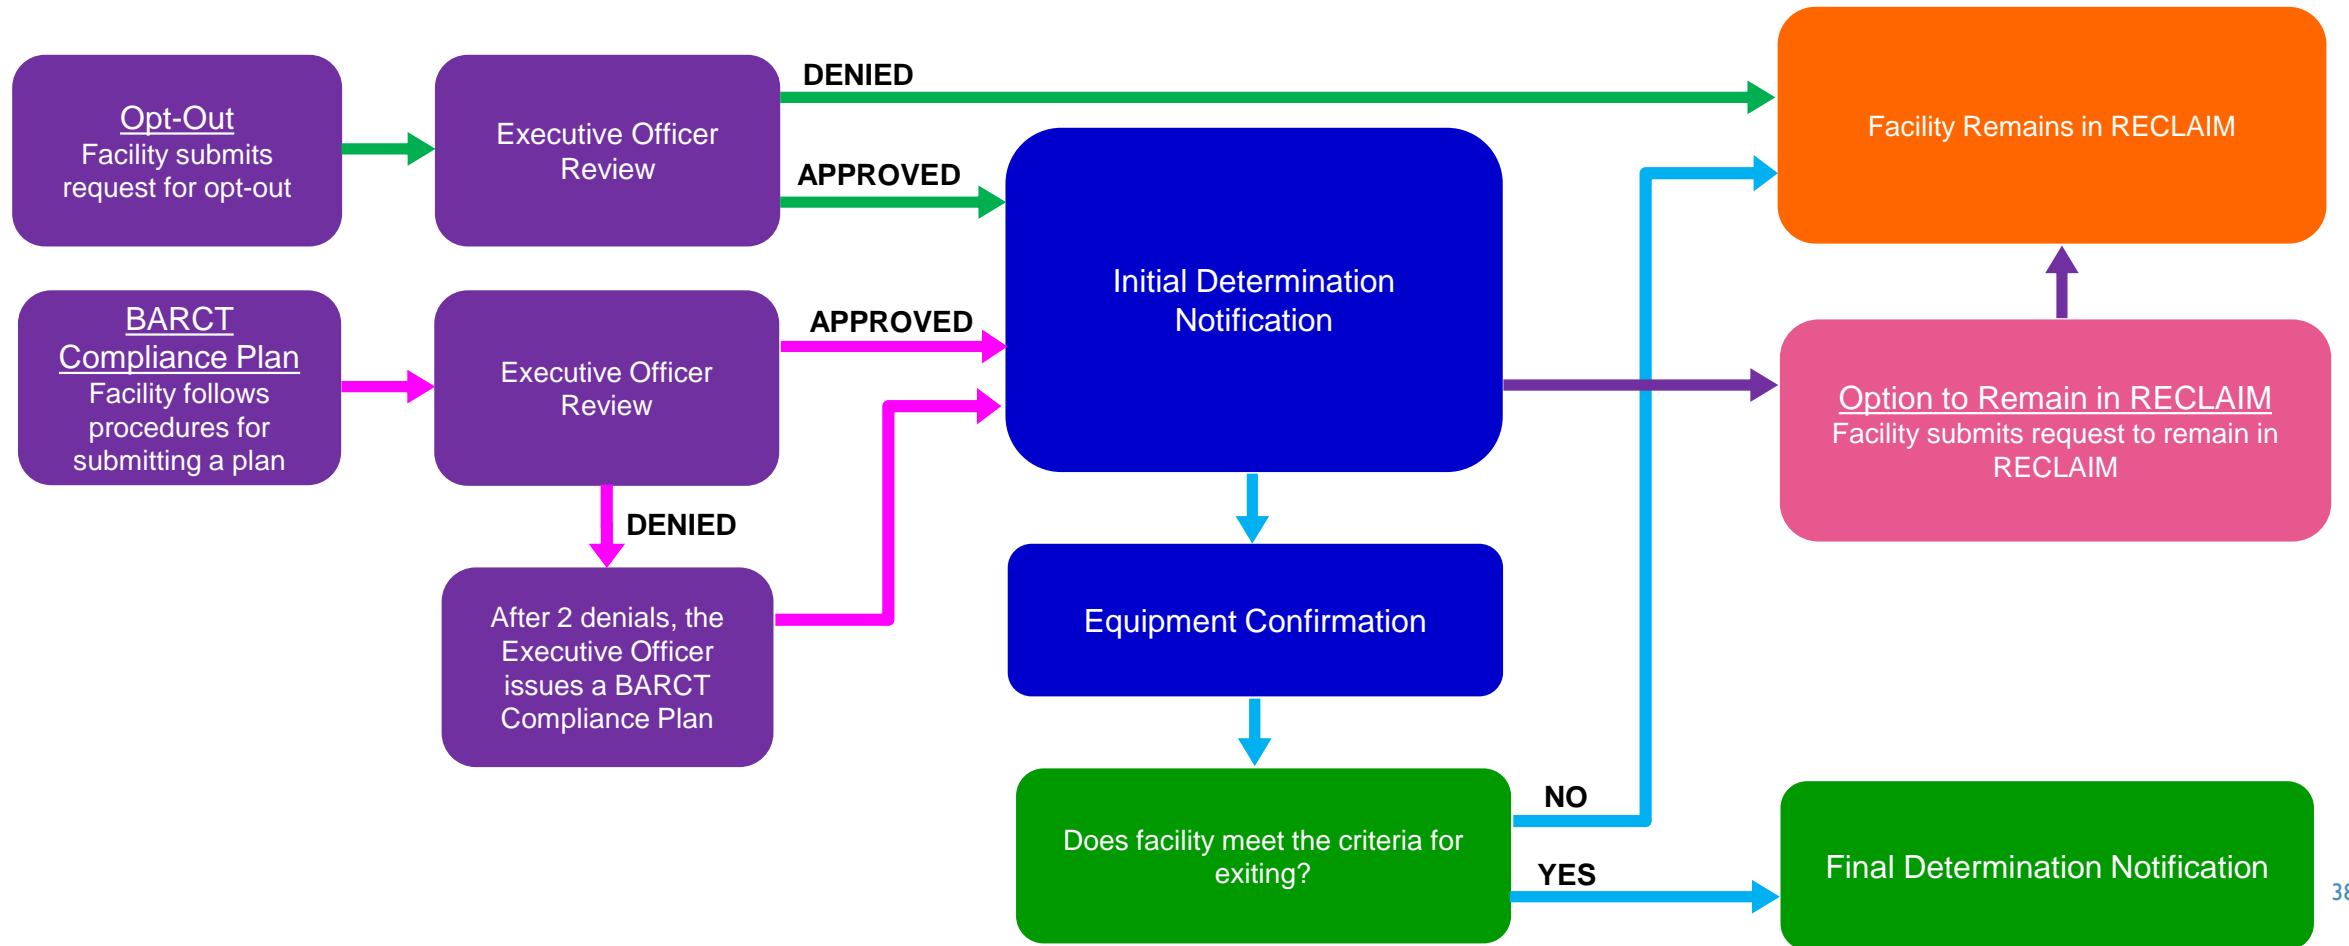 Opt-Out
Facility submits
request for opt-out
Executive Officer
Review
DENIED
APPROVED
Facility Remains in RECLAIM
BARCT
Compliance Plan
Facility follows
procedures for
submitting a plan
Executive Officer
Review
APPROVED
DENIED
After 2 denials, the
Executive Officer
issues a BARCT
Compliance Plan
Initial Determination
Notification
Option to Remain in RECLAIM
Facility submits request to remain in
RECLAIM
Equipment Confirmation
Does facility meet the criteria for
exiting?
NO
YES
Final Determination Notification
38